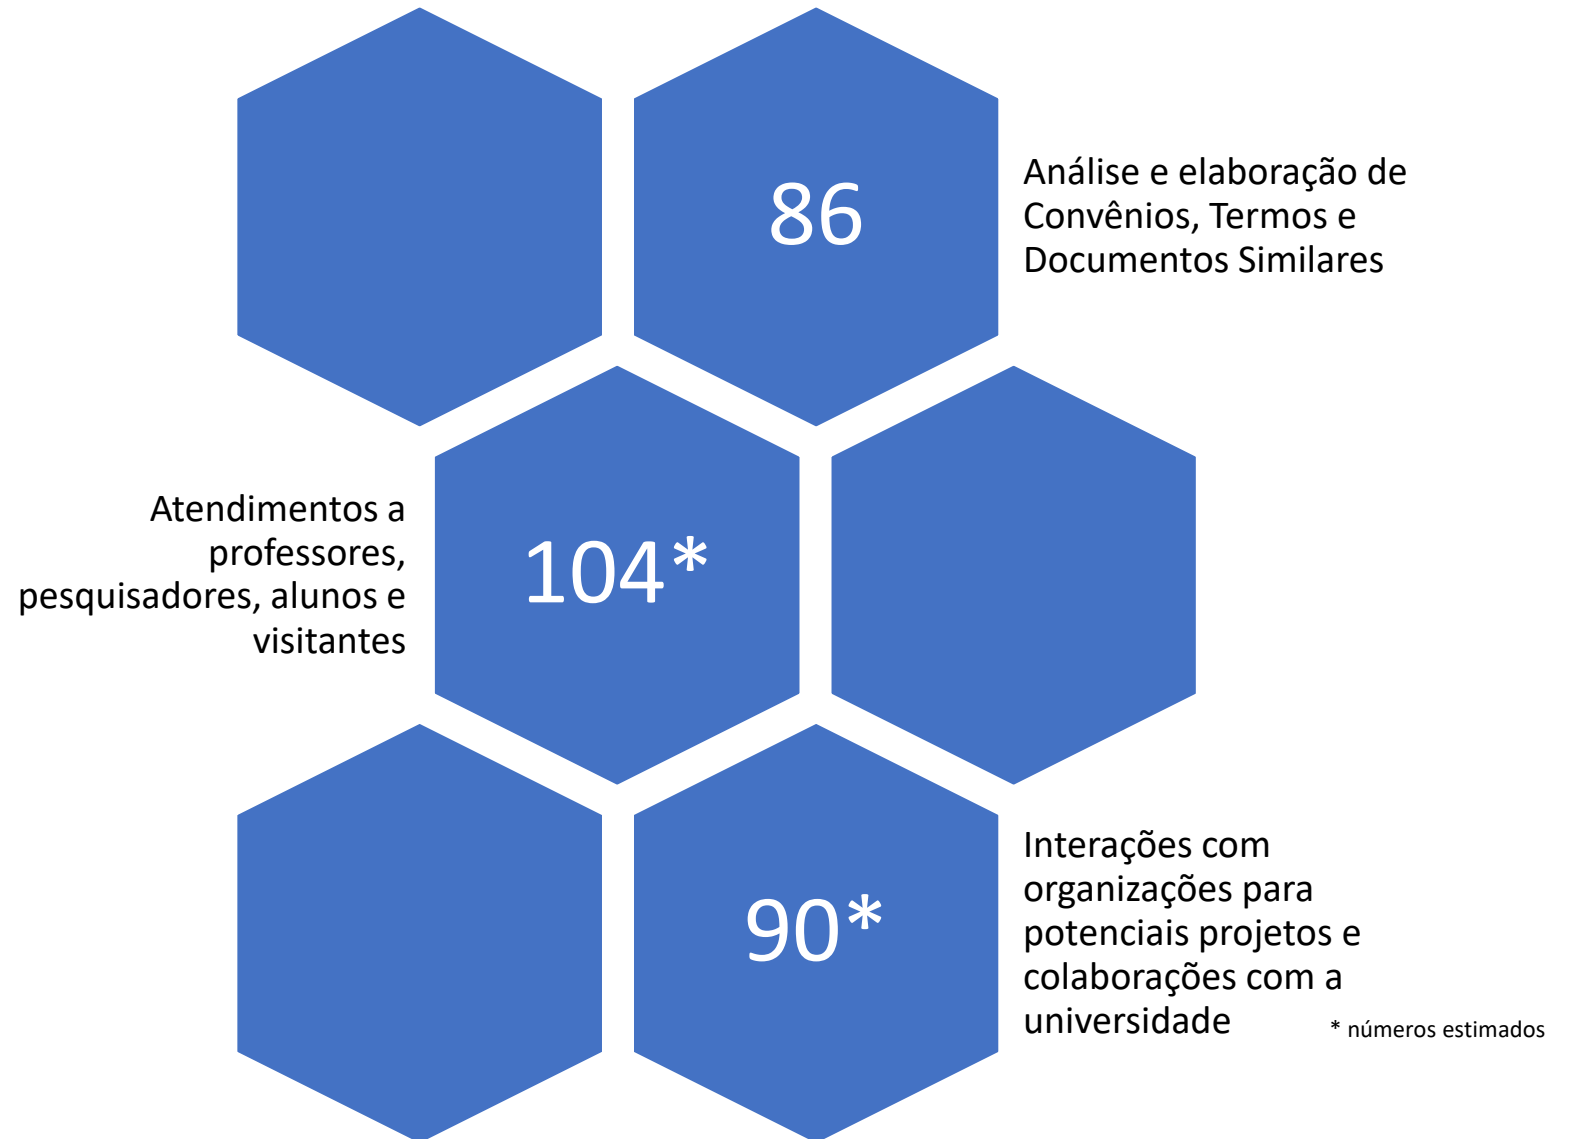 86
Análise e elaboração de
Convênios, Termos e
Documentos Similares
Atendimentos a
professores,
pesquisadores, alunos e
visitantes
104*
90*
Interações com
organizações para
potenciais projetos e
colaborações com a
universidade
* números estimados